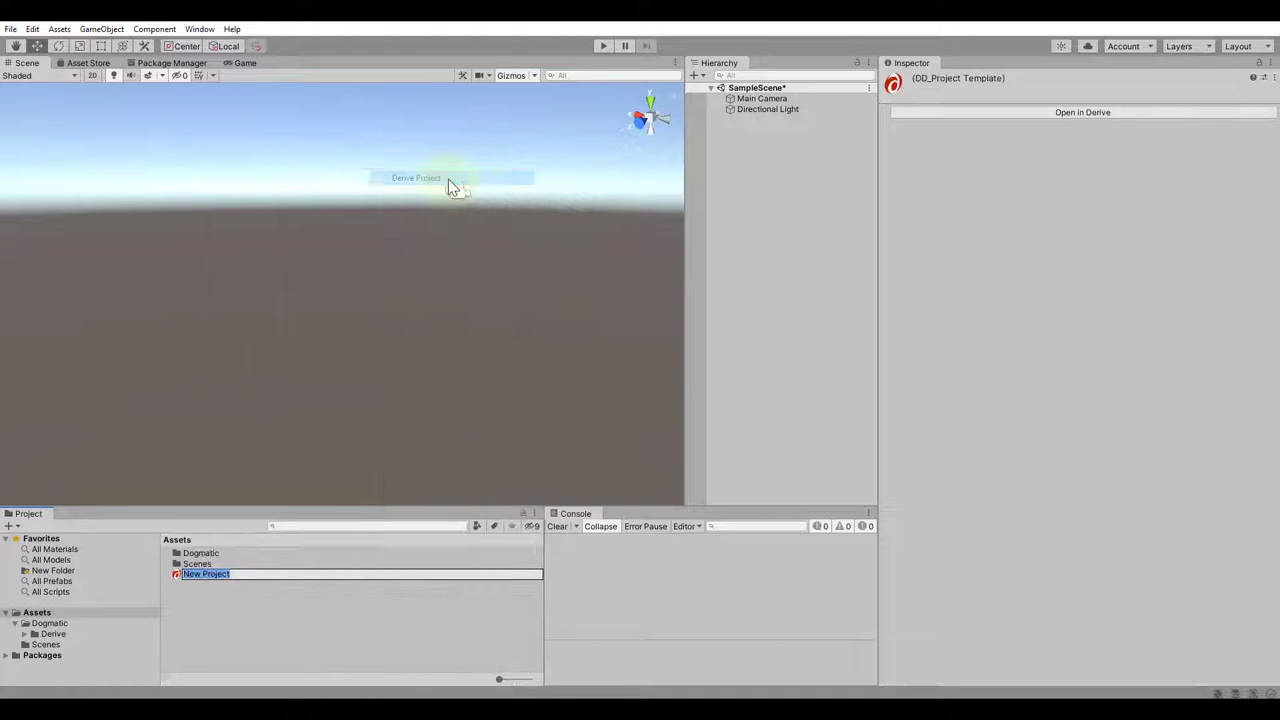 File Edit Assets GameObject Component Window Help
Center Local Account Layers Layout
Scene Asset Store Package Manager Game Hierarchy Inspector
Shaded 20 0 Gizmos All All
(DD_Project Template)
SampleScene*
Main Camera
Directional Light
Open in Derive
Derive Project
Project Console
9 Clear Collapse Error Pause Editor 0 0 0
Favorites
All Materials
All Models
New Folder
All Prefabs
All Scripts
Assets
Dogmatic
Derive
Scenes
Packages
Assets
Dogmatic
Scenes
New Project